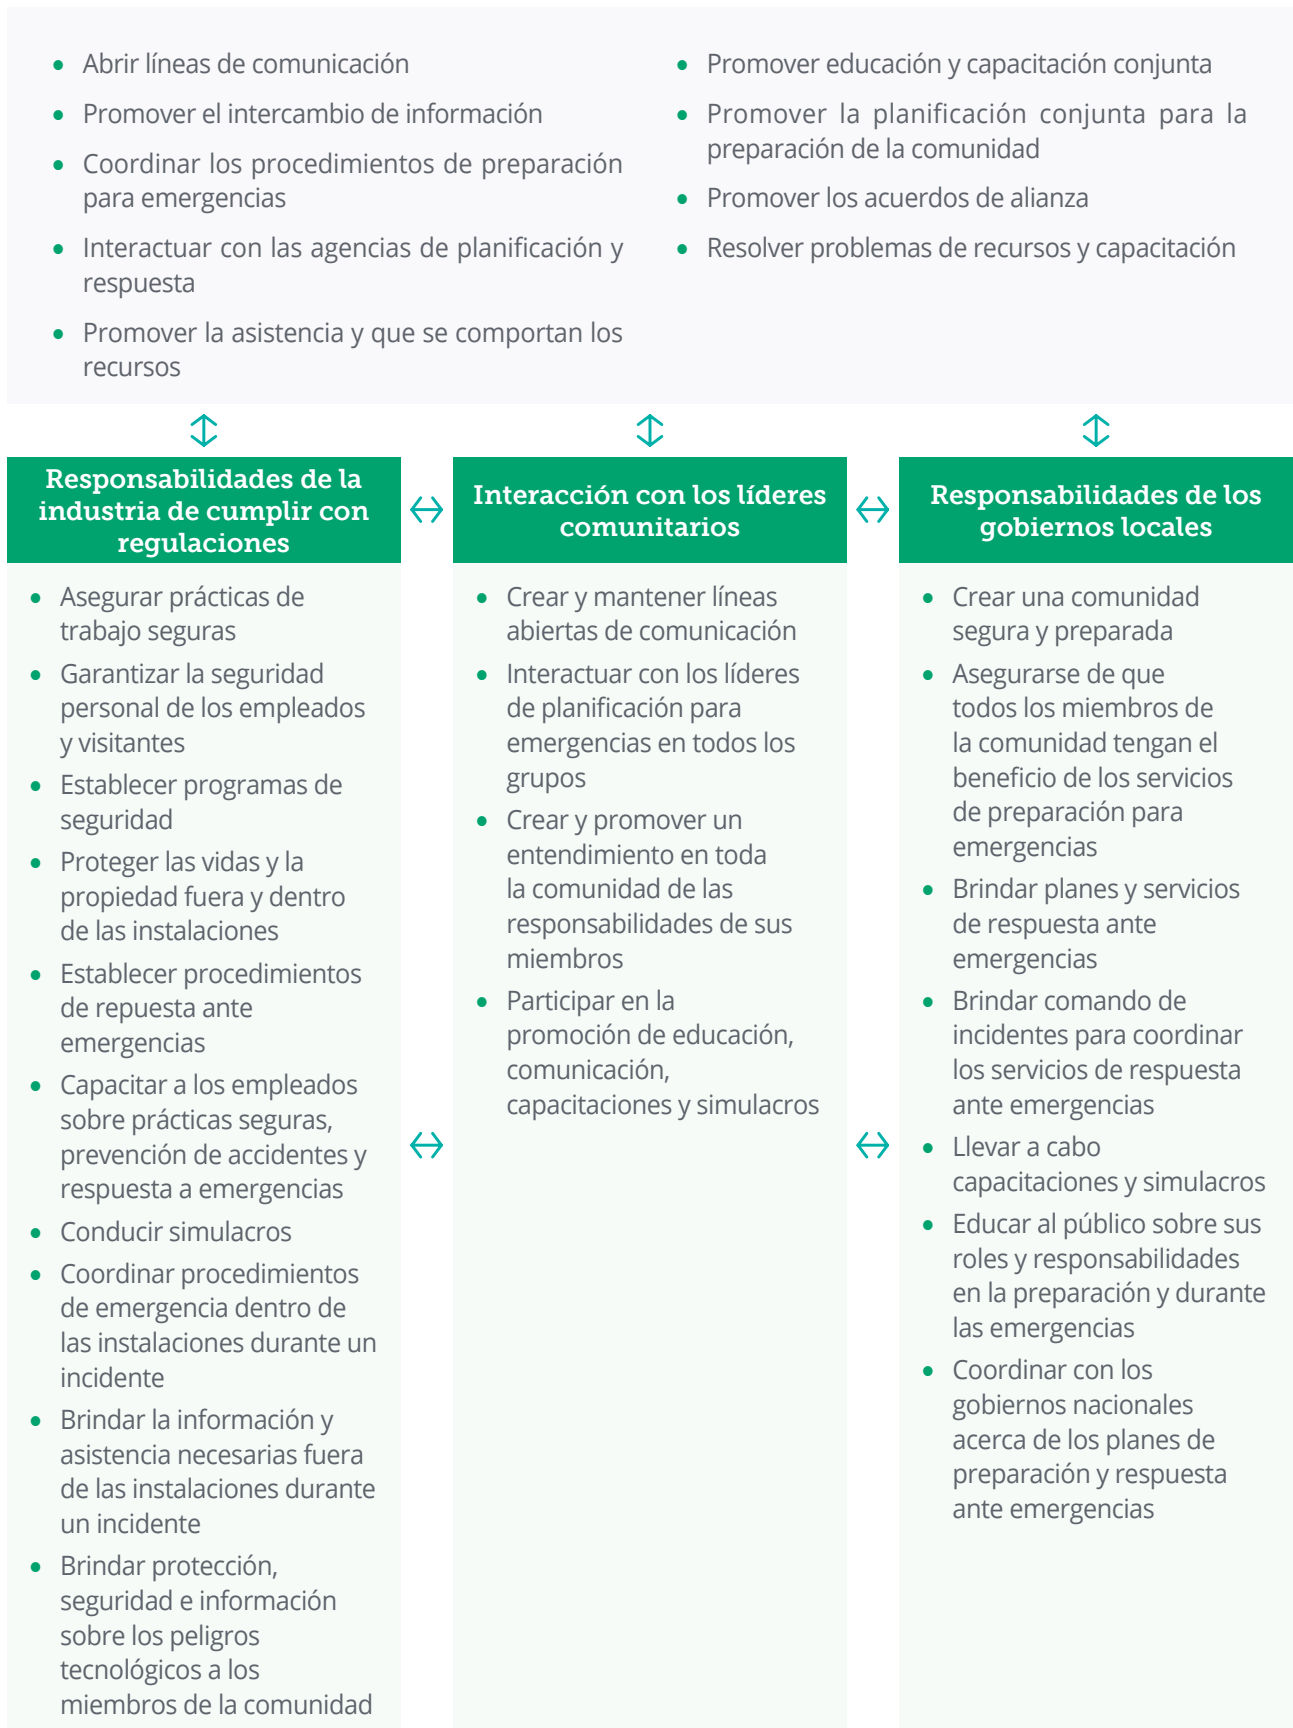 Abrir líneas de comunicación
Promover el intercambio de información
Coordinar los procedimientos de preparación
para emergencias
Interactuar con las agencias de planificación y
respuesta
Promover la asistencia y que se comportan los
recursos
Promover educación y capacitación conjunta
Promover la planificación conjunta para la
preparación de la comunidad
Promover los acuerdos de alianza
Resolver problemas de recursos y capacitación
Responsabilidades de la
industria de cumplir con
regulaciones
Asegurar prácticas de
trabajo seguras
Garantizar la seguridad
personal de los empleados
y visitantes
Establecer programas de
seguridad
Proteger las vidas y la
propiedad fuera y dentro
de las instalaciones
Establecer procedimientos
de repuesta ante
emergencias
Capacitar a los empleados
sobre prácticas seguras,
prevención de accidentes y
respuesta a emergencias
Conducir simulacros
Coordinar procedimientos
de emergencia dentro de
las instalaciones durante un
incidente
Brindar la información y
asistencia necesarias fuera
de las instalaciones durante
un incidente
Brindar protección,
seguridad e información
sobre los peligros
tecnológicos a los
miembros de la comunidad
Interacción con los líderes
comunitarios
Crear y mantener líneas
abiertas de comunicación
Interactuar con los líderes
de planificación para
emergencias en todos los
grupos
Crear y promover un
entendimiento en toda
la comunidad de las
responsabilidades de sus
miembros
Participar en la
promoción de educación,
comunicación,
capacitaciones y simulacros
Responsabilidades de los
gobiernos locales
Crear una comunidad
segura y preparada
Asegurarse de que
todos los miembros de
la comunidad tengan el
beneficio de los servicios
de preparación para
emergencias
Brindar planes y servicios
de respuesta ante
emergencias
Brindar comando de
incidentes para coordinar
los servicios de respuesta
ante emergencias
Llevar a cabo
capacitaciones y simulacros
Educar al público sobre sus
roles y responsabilidades
en la preparación y durante
las emergencias
Coordinar con los
gobiernos nacionales
acerca de los planes de
preparación y respuesta
ante emergencias